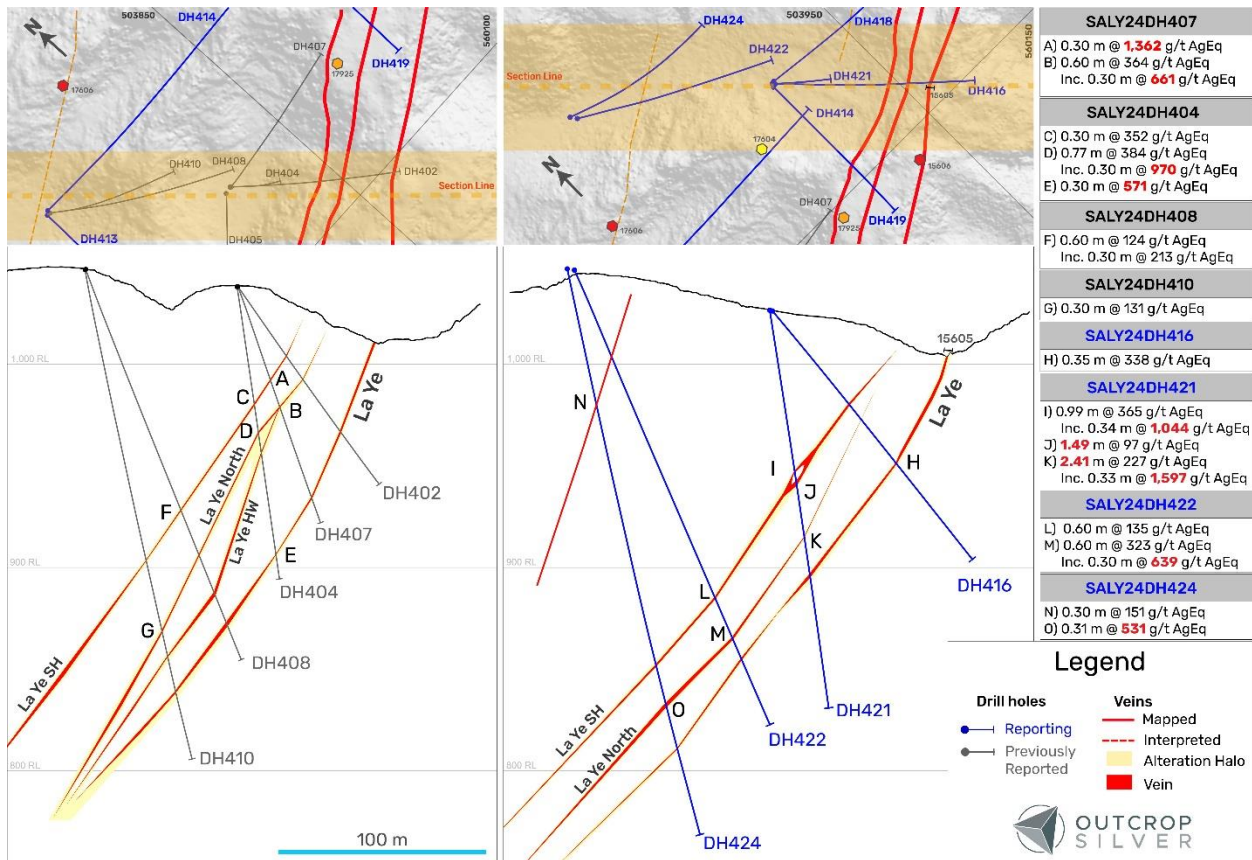 N
503850
DH414
DH407
560100
DH419
17925
17606
DH410
DH408
DH404
DH402
Section Line
DH413
DH405
503950
DH424
DH418
560150
DH422
Section Line
DH421
DH416
15605
DH414
17604
N
15606
DH407
DH419
17606
17925
1,000 RL
A
C
B
D
La Ye
La Ye North
La Ye HW
DH402
F
DH407
E
900 RL
DH404
G
DH408
La Ye SH
DH410
800 RL
100 m
15605
1,000 RL
N
La Ye
I
H
J
K
900 RL
DH416
L
M
O
DH421
La Ye SH
DH422
La Ye North
800 RL
DH424
SALY24DH407
A) 0.30 m @ 1,362 g/t AgEq
B) 0.60 m @ 364 g/t AgEq
Inc. 0.30 m @ 661 g/t AgEq
SALY24DH404
C) 0.30 m @ 352 g/t AgEq
D) 0.77 m @ 384 g/t AgEq
Inc. 0.30 m @ 970 g/t AgEq
E) 0.30 m @ 571 g/t AgEq
SALY24DH408
F) 0.60 m @ 124 g/t AgEq
Inc. 0.30 m @ 213 g/t AgEq
SALY24DH410
G) 0.30 m @ 131 g/t AgEq
SALY24DH416
H) 0.35 m @ 338 g/t AgEq
SALY24DH421
I) 0.99 m @ 365 g/t AgEq
Inc. 0.34 m @ 1,044 g/t AgEq
J) 1.49 m @ 97 g/t AgEq
K) 2.41 m @ 227 g/t AgEq
Inc. 0.33 m @ 1,597 g/t AgEq
SALY24DH422
L) 0.60 m @ 135 g/t AgEq
M) 0.60 m @ 323 g/t AgEq
Inc. 0.30 m @ 639 g/t AgEq
SALY24DH424
N) 0.30 m @ 151 g/t AgEq
O) 0.31 m @ 531 g/t AgEq
Legend
Drill holes
Reporting
Previously
Reported
Veins
Mapped
Interpreted
Alteration Halo
Vein
OUTCROP
SILVER